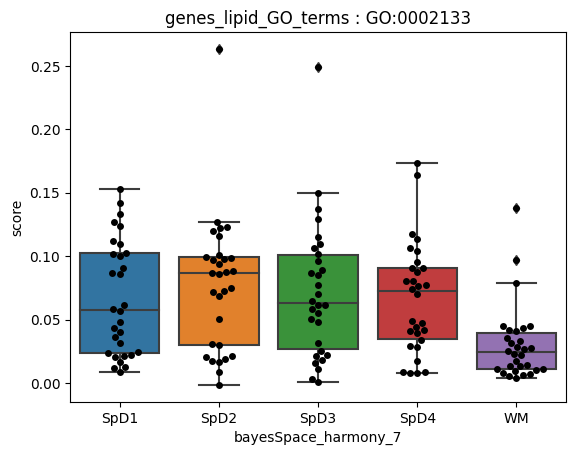 genes_lipid_GO_terms : GO:0002133
score
0.25
0.20
0.15
0.10
0.05
0.00
SpD1 SpD2 SpD3 SpD4 WM
bayesSpace_harmony_7